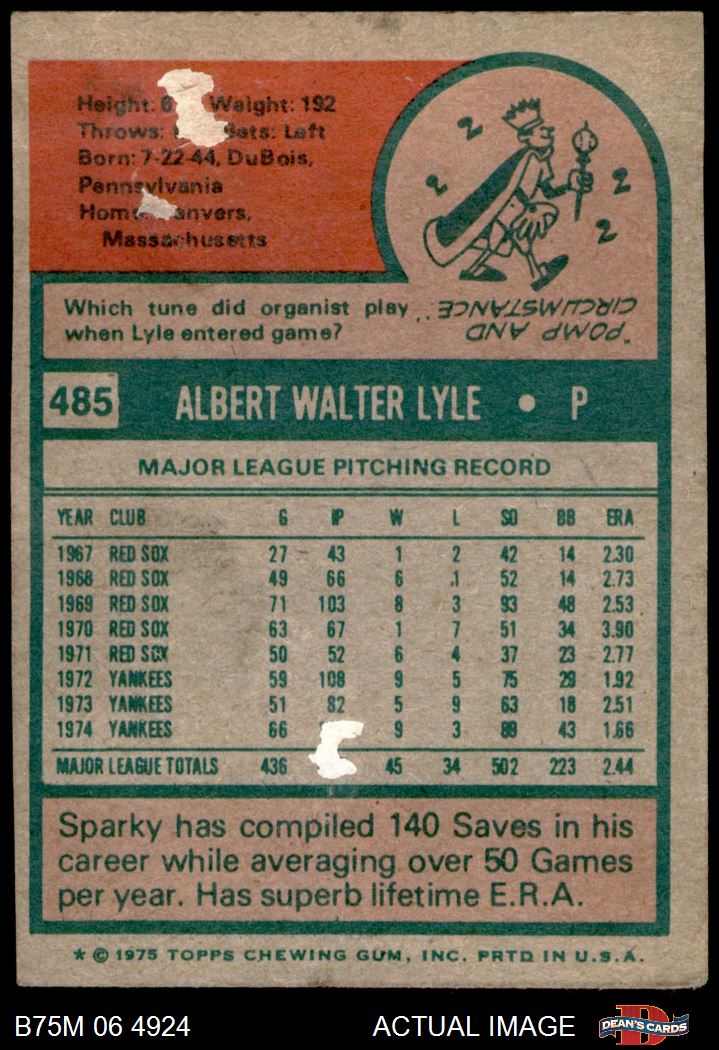 Height: 6 Weight: 192
Throws: Bats: Left
Born: 7-22-44, DuBois,
Pennsylvania
Home: Danvers,
Massachusetts
2 2 2 2
Which tune did organist play
when Lyle entered game?
"POMP AND
CIRCUMSTANCE"
485 ALBERT WALTER LYLE • P
MAJOR LEAGUE PITCHING RECORD
YEAR CLUB G IP W L SO BB ERA
1967 RED SOX 27 43 1 2 42 14 2.30
1968 RED SOX 49 66 6 1 52 14 2.73
1969 RED SOX 71 103 8 3 93 48 2.53
1970 RED SOX 63 67 1 7 51 34 3.90
1971 RED SOX 50 52 6 4 37 23 2.77
1972 YANKEES 59 108 9 5 75 29 1.92
1973 YANKEES 51 82 5 9 63 18 2.51
1974 YANKEES 66 9 3 89 43 1.66
MAJOR LEAGUE TOTALS 436 45 34 502 223 2.44
Sparky has compiled 140 Saves in his
career while averaging over 50 Games
per year. Has superb lifetime E.R.A.
* © 1975 TOPPS CHEWING GUM, INC. PRTD IN U.S.A.
B75M 06 4924 ACTUAL IMAGE D DEAN'S CARDS